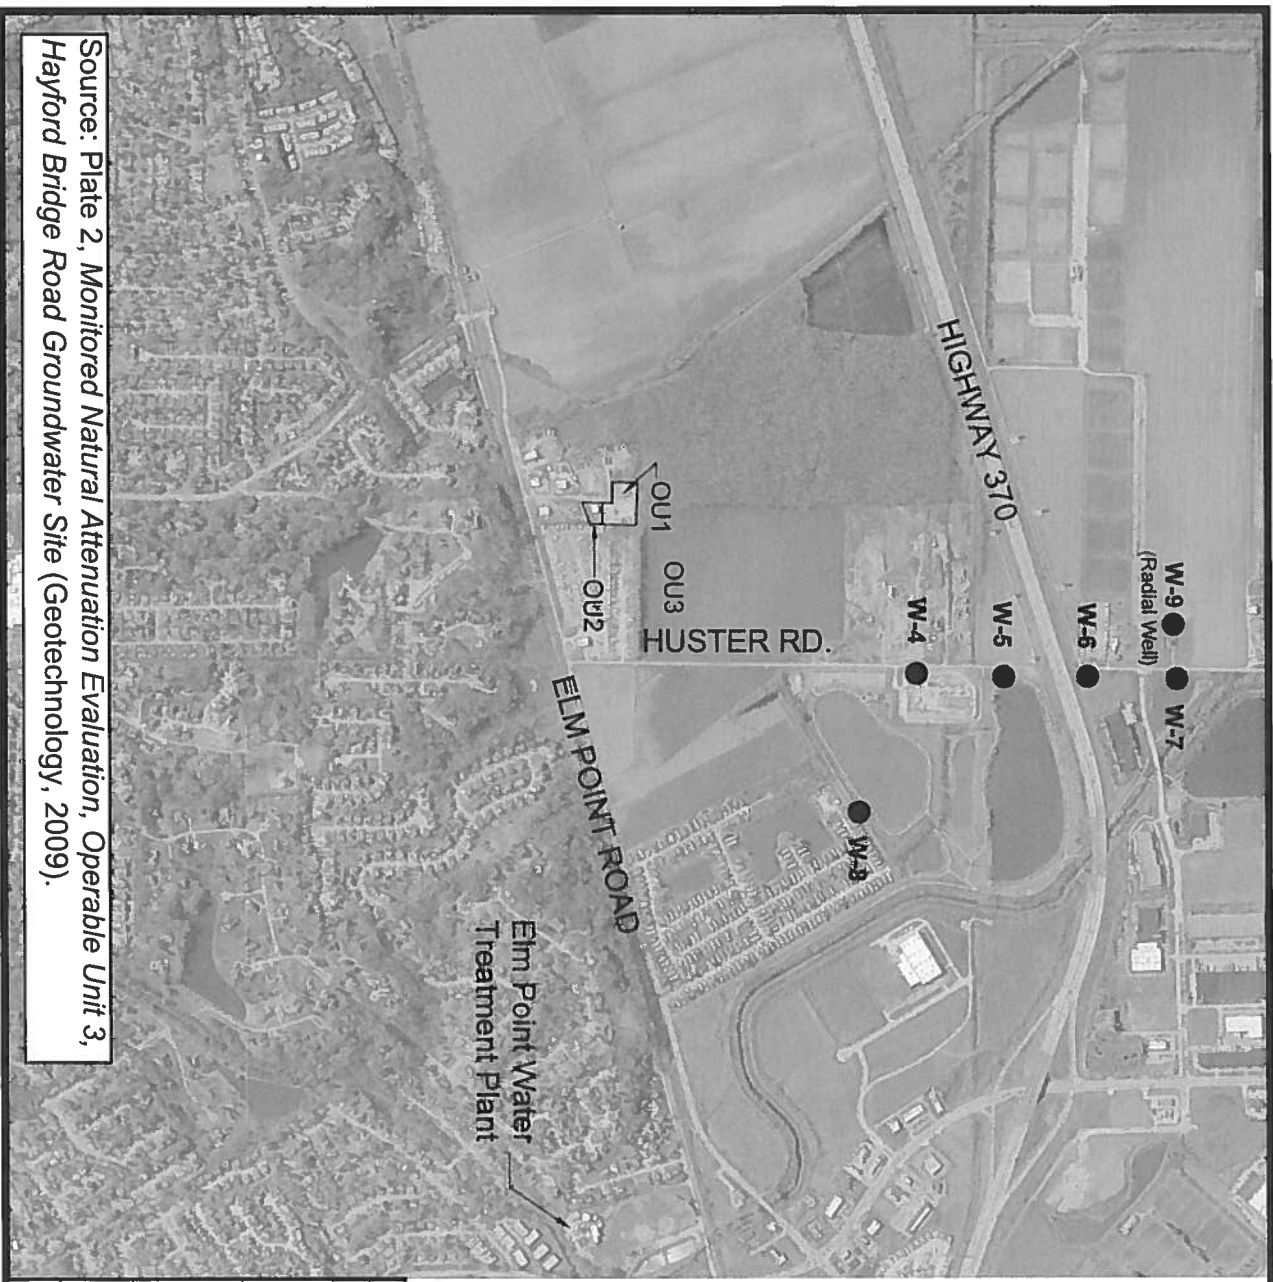 HIGHWAY 370
W-9
(Radial Well)
W-7
W-6
W-5
W-4
W-8
OU1
OU3
OU2
HUSTER RD.
ELM POINT ROAD
Elm Point Water
Treatment Plant
Source: Plate 2, Monitored Natural Attenuation Evaluation, Operable Unit 3,
Hayford Bridge Road Groundwater Site (Geotechnology, 2009).